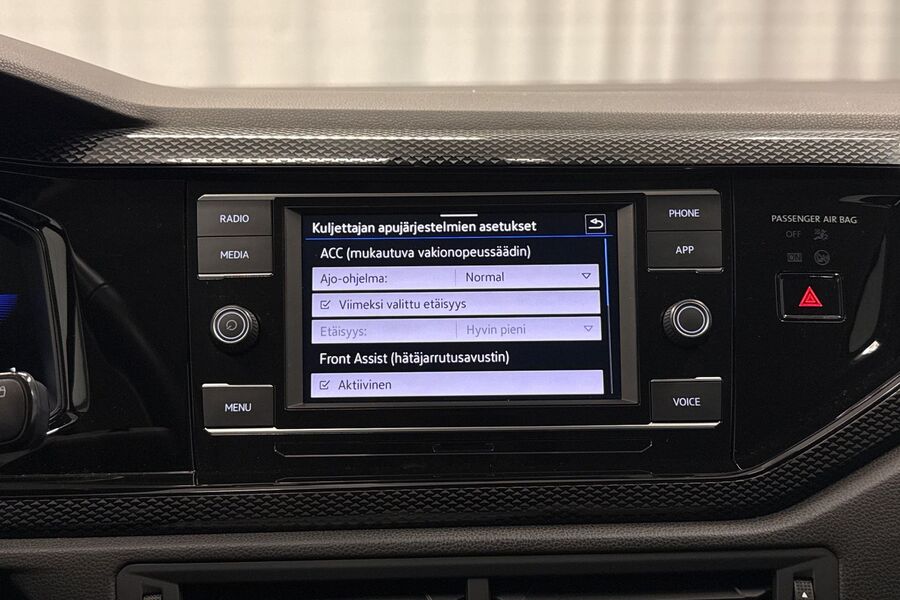 RADIO
MEDIA
MENU
Kuljettajan apujärjestelmien asetukset
ACC (mukautuva vakionopeussäädin)
Ajo-ohjelma: Normal
Viimeksi valittu etäisyys
Etäisyys: Hyvin pieni
Front Assist (hätäjarrutusavustin)
Aktiivinen
PHONE
APP
VOICE
PASSENGER AIR BAG
OFF
ON